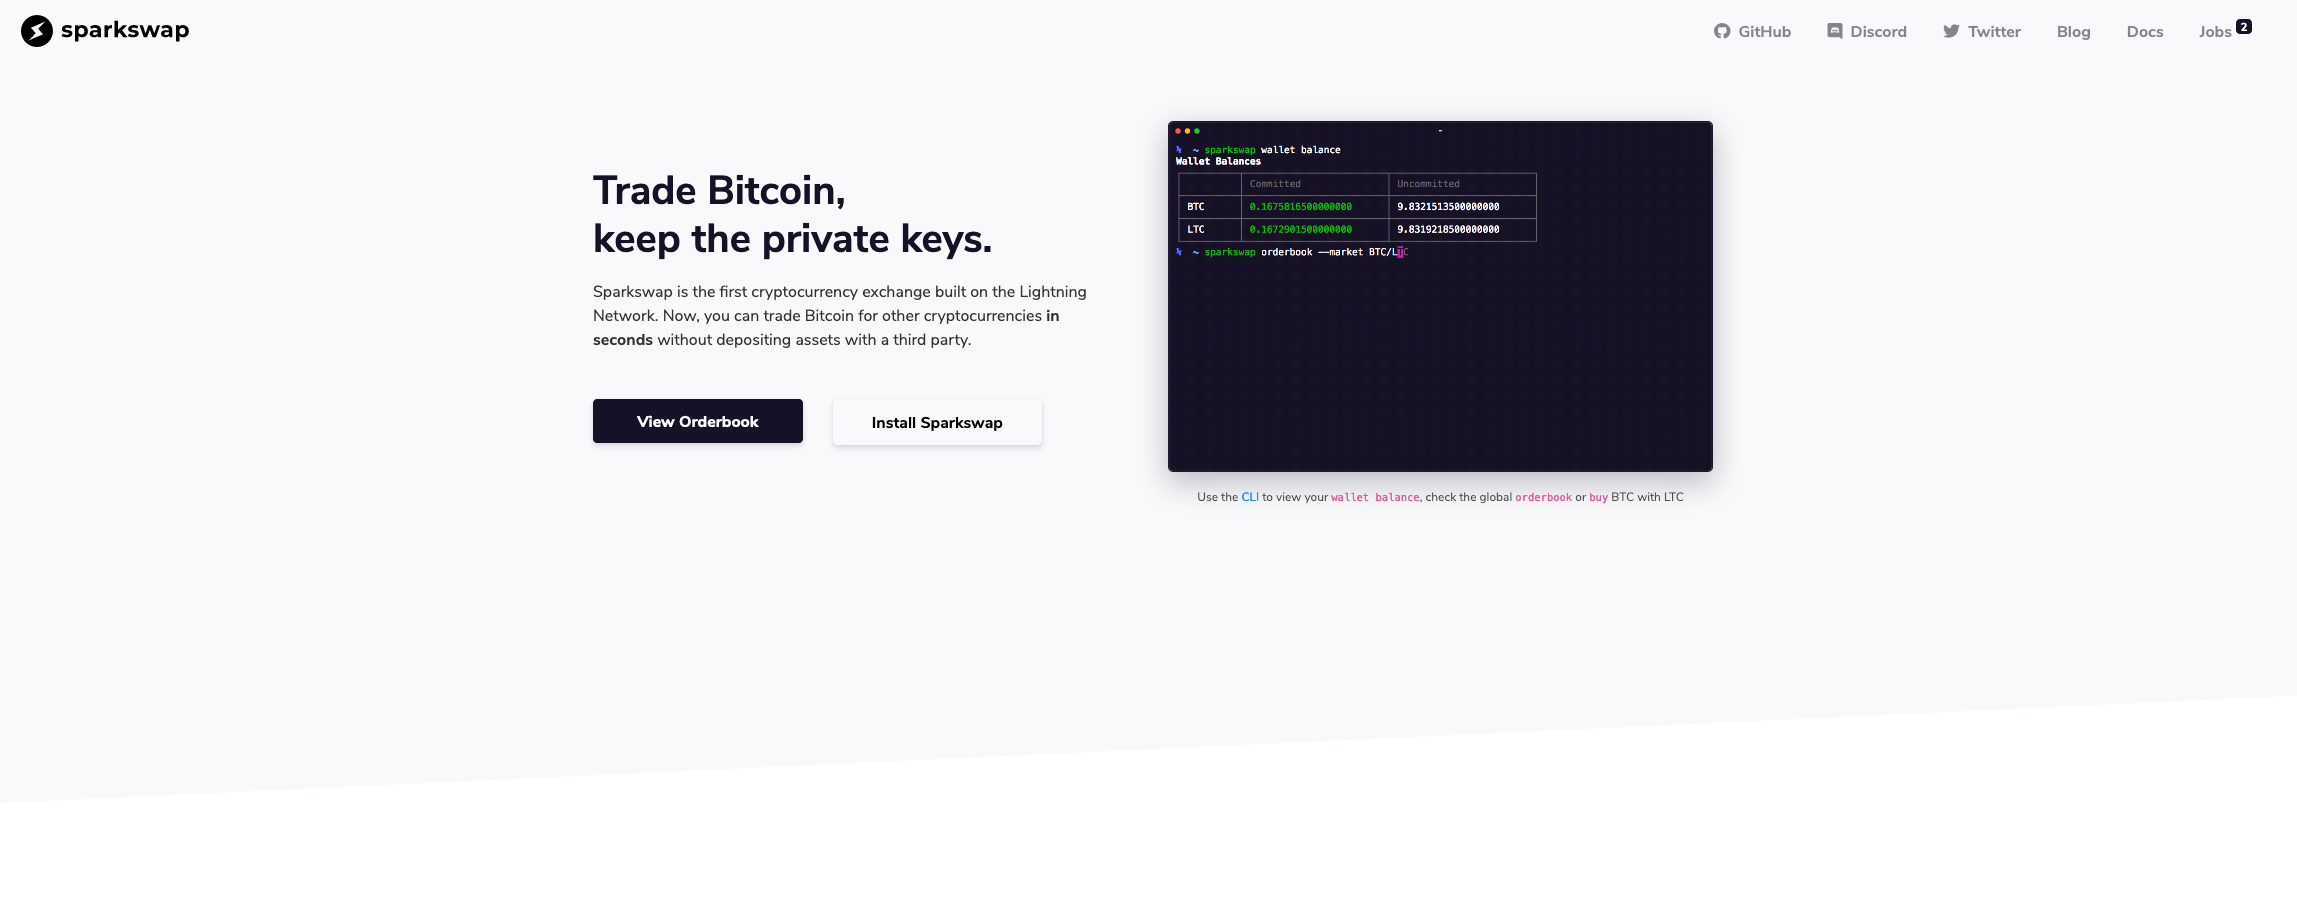 sparkswap
GitHub
Discord
Twitter
Blog
Docs
Jobs 2
Trade Bitcoin,
keep the private keys.
Sparkswap is the first cryptocurrency exchange built on the Lightning
Network. Now, you can trade Bitcoin for other cryptocurrencies in
seconds without depositing assets with a third party.
View Orderbook
Install Sparkswap
~ sparkswap wallet balance
Wallet Balances
Committed Uncommitted
BTC 0.1675816500000000 9.8321513500000000
LTC 0.1672901500000000 9.8319218500000000
~ sparkswap orderbook --market BTC/LTC
Use the CLI to view your wallet balance, check the global orderbook or buy BTC with LTC